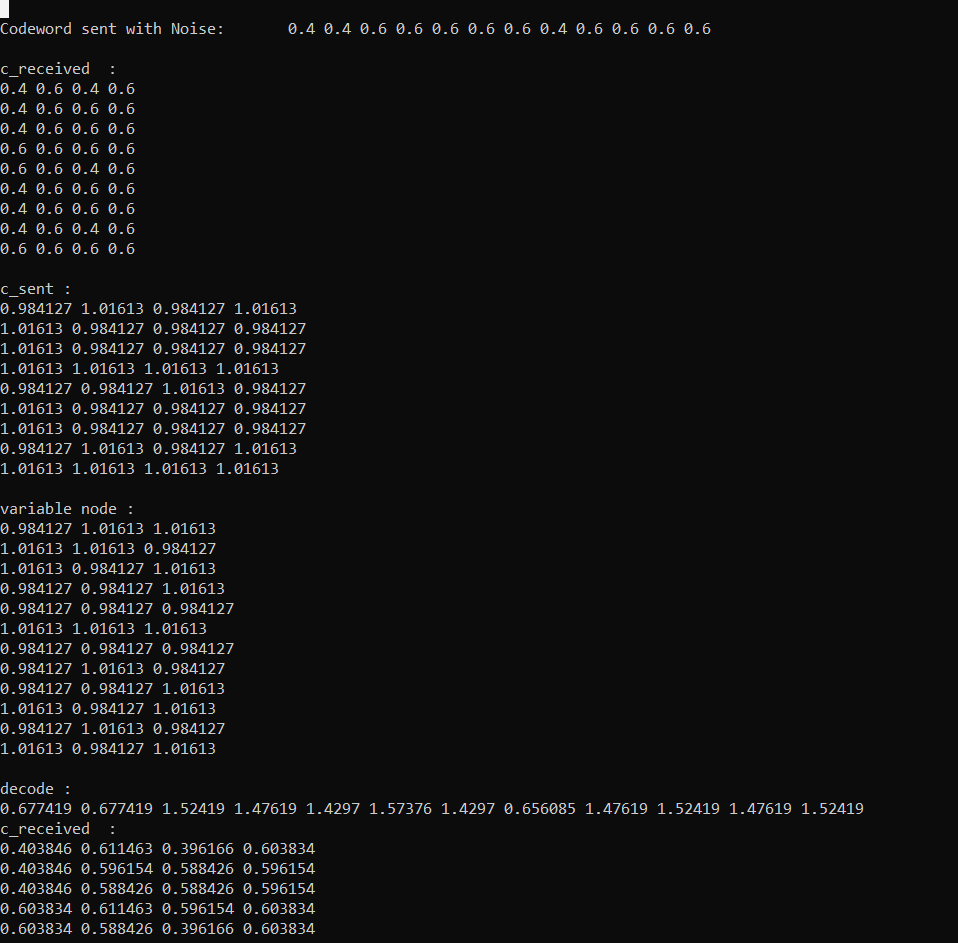 Codeword sent with Noise:       0.4 0.4 0.6 0.6 0.6 0.6 0.6 0.4 0.6 0.6 0.6 0.6
c_received  :
0.4 0.6 0.4 0.6
0.4 0.6 0.6 0.6
0.4 0.6 0.6 0.6
0.6 0.6 0.6 0.6
0.6 0.6 0.4 0.6
0.4 0.6 0.6 0.6
0.4 0.6 0.6 0.6
0.4 0.6 0.4 0.6
0.6 0.6 0.6 0.6
c_sent :
0.984127 1.01613 0.984127 1.01613
1.01613 0.984127 0.984127 0.984127
1.01613 0.984127 0.984127 0.984127
1.01613 1.01613 1.01613 1.01613
0.984127 0.984127 1.01613 0.984127
1.01613 0.984127 0.984127 0.984127
1.01613 0.984127 0.984127 0.984127
0.984127 1.01613 0.984127 1.01613
1.01613 1.01613 1.01613 1.01613
variable node :
0.984127 1.01613 1.01613
1.01613 1.01613 0.984127
1.01613 0.984127 1.01613
0.984127 0.984127 1.01613
0.984127 0.984127 0.984127
1.01613 1.01613 1.01613
0.984127 0.984127 0.984127
0.984127 1.01613 0.984127
0.984127 0.984127 1.01613
1.01613 0.984127 1.01613
0.984127 1.01613 0.984127
1.01613 0.984127 1.01613
decode :
0.677419 0.677419 1.52419 1.47619 1.4297 1.57376 1.4297 0.656085 1.47619 1.52419 1.47619 1.52419
c_received  :
0.403846 0.611463 0.396166 0.603834
0.403846 0.596154 0.588426 0.596154
0.403846 0.588426 0.588426 0.596154
0.603834 0.611463 0.596154 0.603834
0.603834 0.588426 0.396166 0.603834